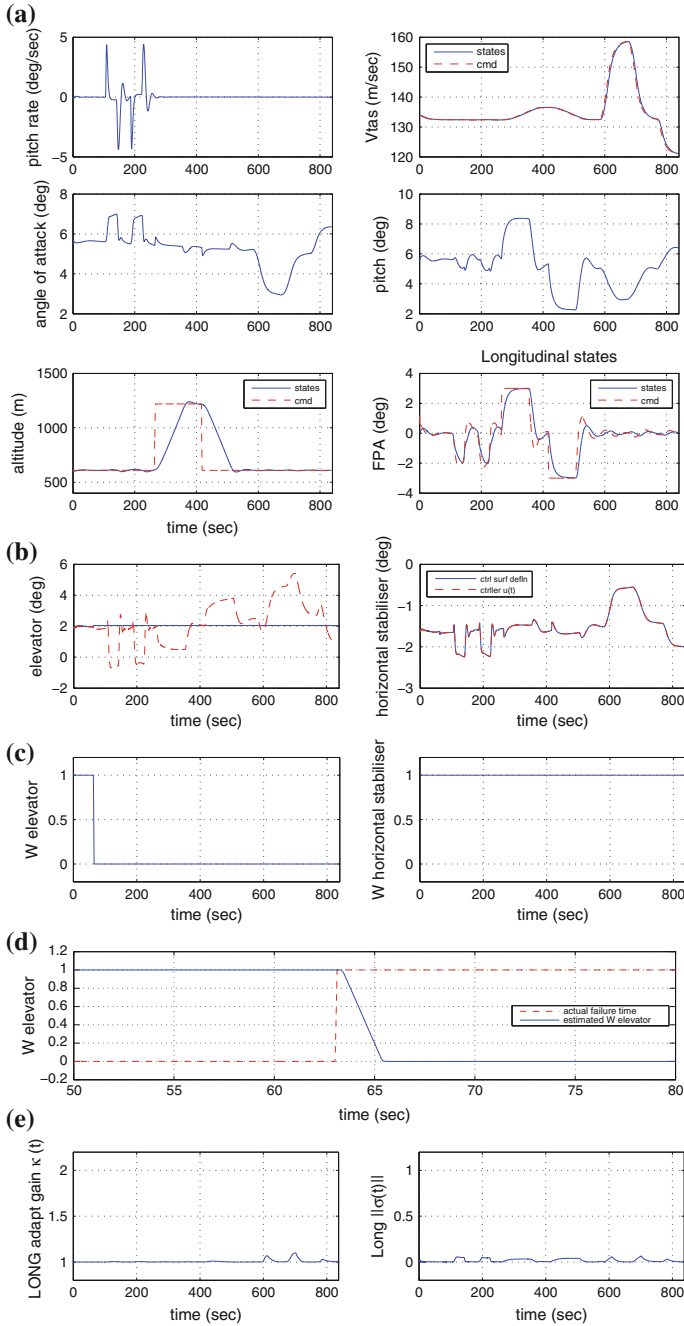 (a)
pitch rate (deg/sec)
5
0
−5
0 200 400 600 800
Vtas (m/sec)
160
150
140
130
120
states
cmd
0 200 400 600 800
angle of attack (deg)
8
6
4
2
0 200 400 600 800
pitch (deg)
10
8
6
4
2
0 200 400 600 800
Longitudinal states
altitude (m)
1500
1000
500
states
cmd
0 200 400 600 800
time (sec)
FPA (deg)
4
2
0
−2
−4
states
cmd
0 200 400 600 800
time (sec)
(b)
elevator (deg)
6
4
2
0
−2
0 200 400 600 800
time (sec)
horizontal stabiliser (deg)
0
−1
−2
−3
ctrl surf defln
ctrller u(t)
0 200 400 600 800
time (sec)
(c)
W elevator
1
0.5
0
0 200 400 600 800
time (sec)
W horizontal stabiliser
1
0.5
0
0 200 400 600 800
time (sec)
(d)
W elevator
1.2
1
0.8
0.6
0.4
0.2
0
−0.2
actual failure time
estimated W elevator
50 55 60 65 70 75 80
time (sec)
(e)
LONG adapt gain κ (t)
2
1.5
1
0 200 400 600 800
time (sec)
Long ||σ(t)||
1
0.5
0
0 200 400 600 800
time (sec)